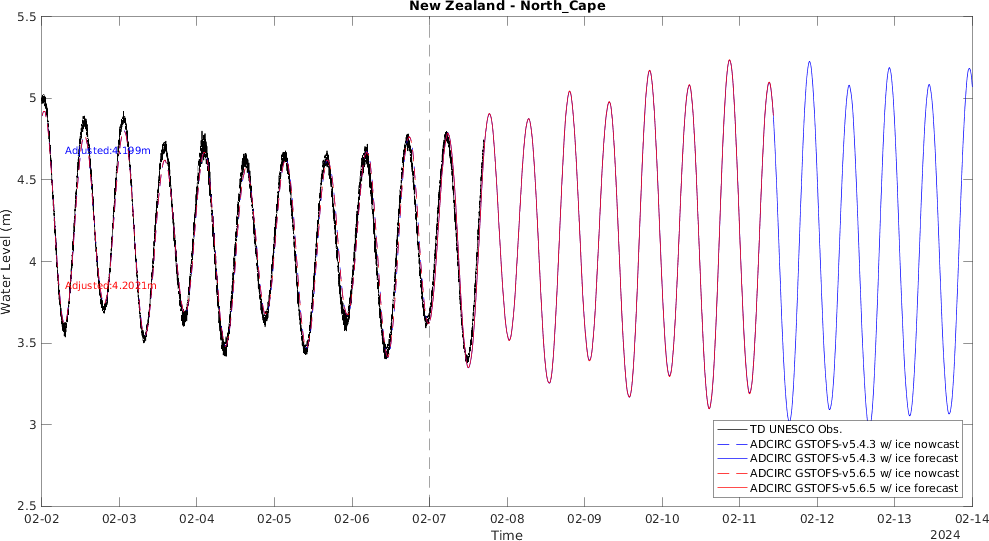 New Zealand - North_Cape
5.5
5
4.5
4
3.5
3
2.5
Water Level (m)
Adjusted:4.199m
Adjusted:4.2021m
TD UNESCO Obs.
ADCIRC GSTOFS-v5.4.3 w/ ice nowcast
ADCIRC GSTOFS-v5.4.3 w/ ice forecast
ADCIRC GSTOFS-v5.6.5 w/ ice nowcast
ADCIRC GSTOFS-v5.6.5 w/ ice forecast
02-02 02-03 02-04 02-05 02-06 02-07 02-08 02-09 02-10 02-11 02-12 02-13 02-14
Time
2024